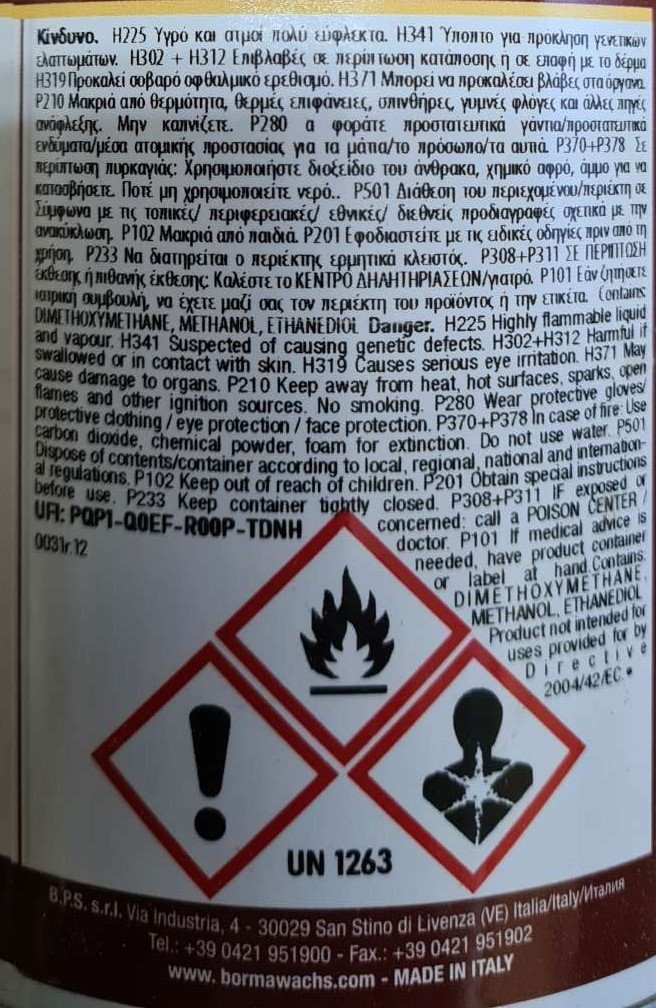 Κίνδυνο. H225 Υγρό και ατμοί πολύ εύφλεκτα. H341 Ύποπτο για πρόκληση γενετικών
ελαττωμάτων. H302 + H312 Επιβλαβές σε περίπτωση κατάποσης ή σε επαφή με το δέρμα
H319 Προκαλεί σοβαρό οφθαλμικό ερεθισμό. H371 Μπορεί να προκαλέσει βλάβες στα όργανα.
P210 Μακριά από θερμότητα, θερμές επιφάνειες, σπινθήρες, γυμνές φλόγες και άλλες πηγές
ανάφλεξης. Μην καπνίζετε. P280 α φοράτε προστατευτικά γάντια/προστατευτικά
ενδύματα/μέσα ατομικής προστασίας για τα μάτια/το πρόσωπο/τα αυτιά. P370+P378 Σε
περίπτωση πυρκαγιάς: Χρησιμοποιήστε διοξείδιο του άνθρακα, χημικό αφρό, άμμο για να
κατασβήσετε. Ποτέ μη χρησιμοποιείτε νερό.. P501 Διάθεση του περιεχομένου/περιέκτη σε
Σύμφωνα με τις τοπικές/ περιφερειακές/ εθνικές/ διεθνείς προδιαγραφές σχετικά με την
ανακύκλωση. P102 Μακριά από παιδιά. P201 Εφοδιαστείτε με τις ειδικές οδηγίες πριν απο τη
χρήση. P233 Να διατηρείται ο περιέκτης ερμητικά κλειστός. P308+P311 ΣΕ ΠΕΡΙΠΤΩΣΗ
έκθεσης ή πιθανής έκθεσης: Καλέστε το ΚΕΝΤΡΟ ΔΗΛΗΤΗΡΙΑΣΕΩΝ/γιατρό. P101 Εάν ζητήσετε
ιατρική συμβουλή, να έχετε μαζί σας τον περιέκτη του προϊόντος ή την ετικέτα. Contains:
DIMETHOXYMETHANE, METHANOL, ETHANEDIOL Danger. H225 Highly flammable liquid
and vapour. H341 Suspected of causing genetic defects. H302+H312 Harmful if
swallowed or in contact with skin. H319 Causes serious eye irritation. H371 May
cause damage to organs. P210 Keep away from heat, hot surfaces, sparks, open
flames and other ignition sources. No smoking. P280 Wear protective gloves/
protective clothing / eye protection / face protection. P370+P378 In case of fire: Use
carbon dioxide, chemical powder, foam for extinction. Do not use water. P501
Dispose of contents/container according to local, regional, national and internation-
al regulations. P102 Keep out of reach of children. P201 Obtain special instructions
before use. P233 Keep container tightly closed. P308+P311 IF exposed or
concerned: call a POISON CENTER /
doctor. P101 If medical advice is
needed, have product container
or label at hand. Contains:
DIMETHOXYMETHANE,
METHANOL, ETHANEDIOL
Product not intended for
uses provided for by
Directive
2004/42/EC.•
UFI: PQP1-Q0EF-R00P-TDNH
0031r.12
UN 1263
B.P.S. s.r.l. Via Industria, 4 - 30029 San Stino di Livenza (VE) Italia/Italy/Италия
Tel.: +39 0421 951900 - Fax.: +39 0421 951902
www. bormawachs.com - MADE IN ITALY